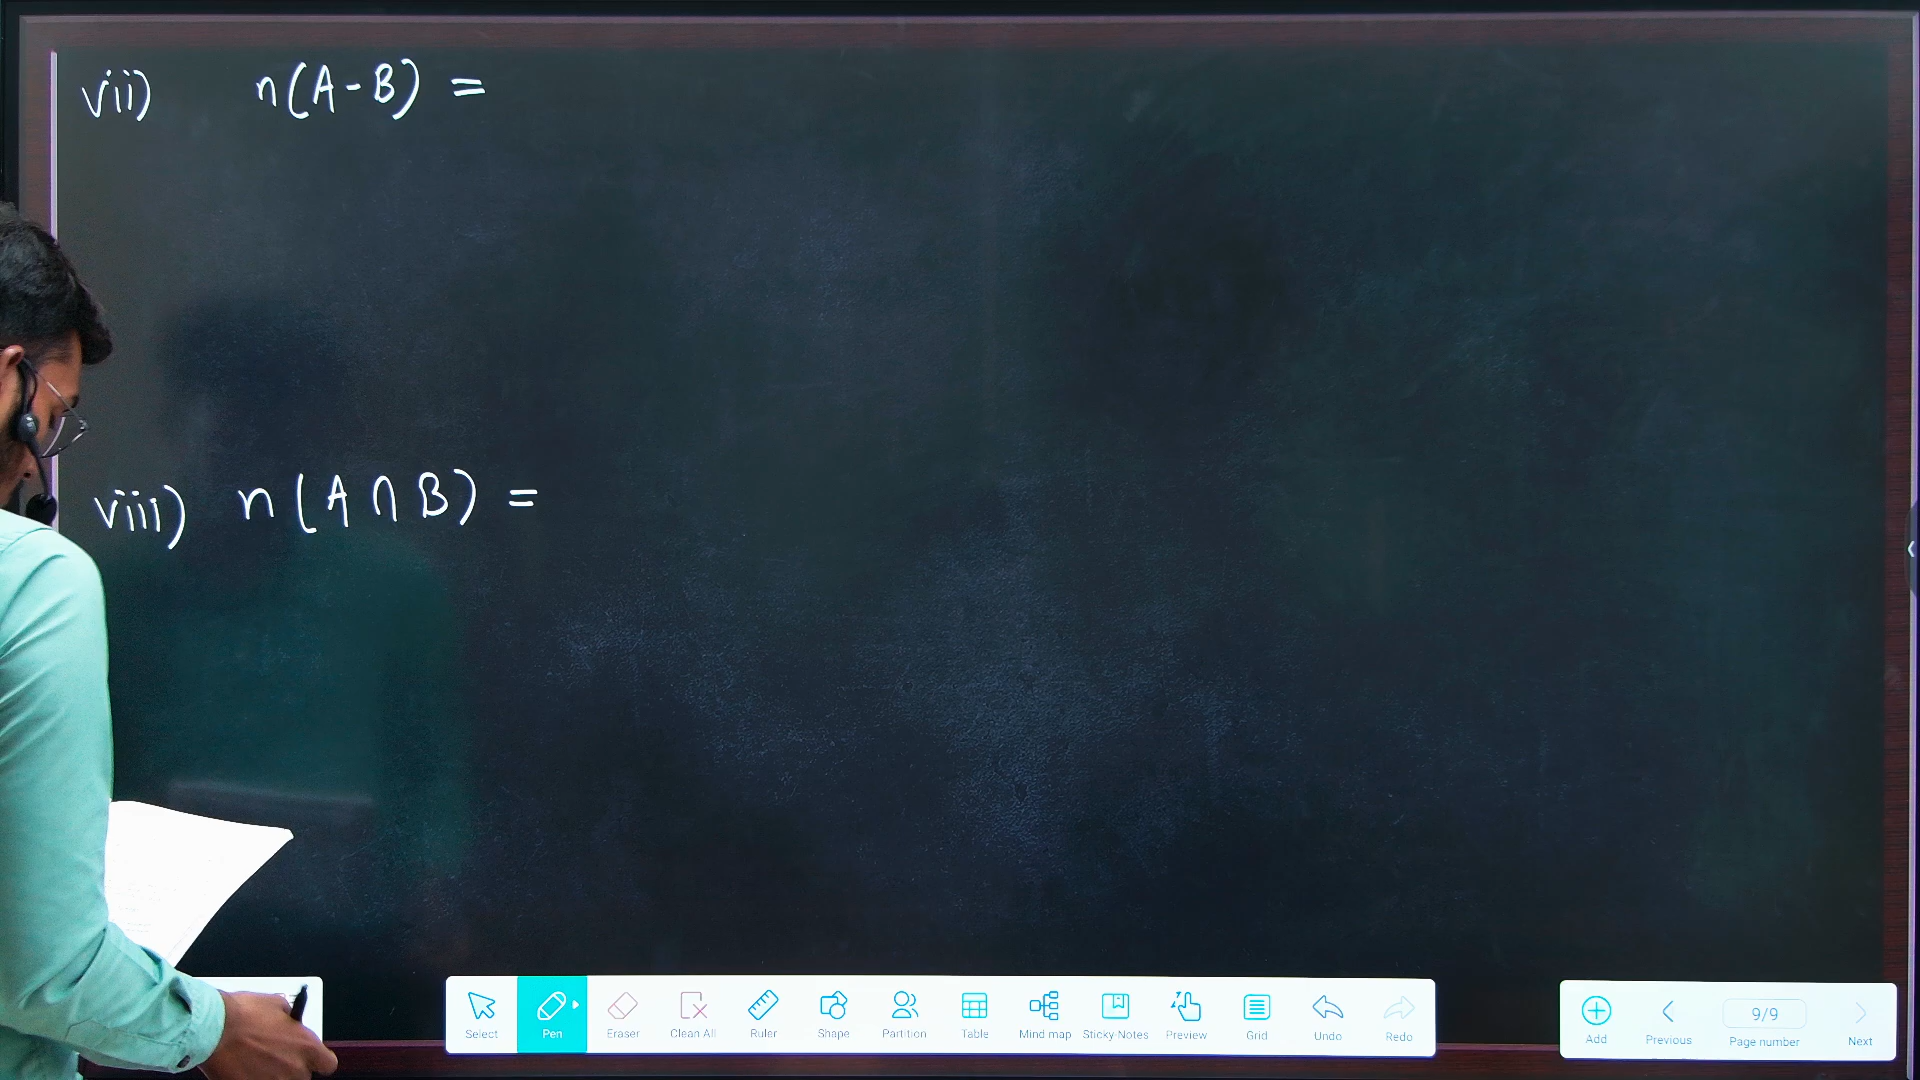 vii) n(A-B) =
viii) n(A∩B) =
Select Pen Eraser Clean All Ruler Shape Partition Table Mind map Sticky-Notes Preview Grid Undo Redo
Add Previous 9/9 Page number Next